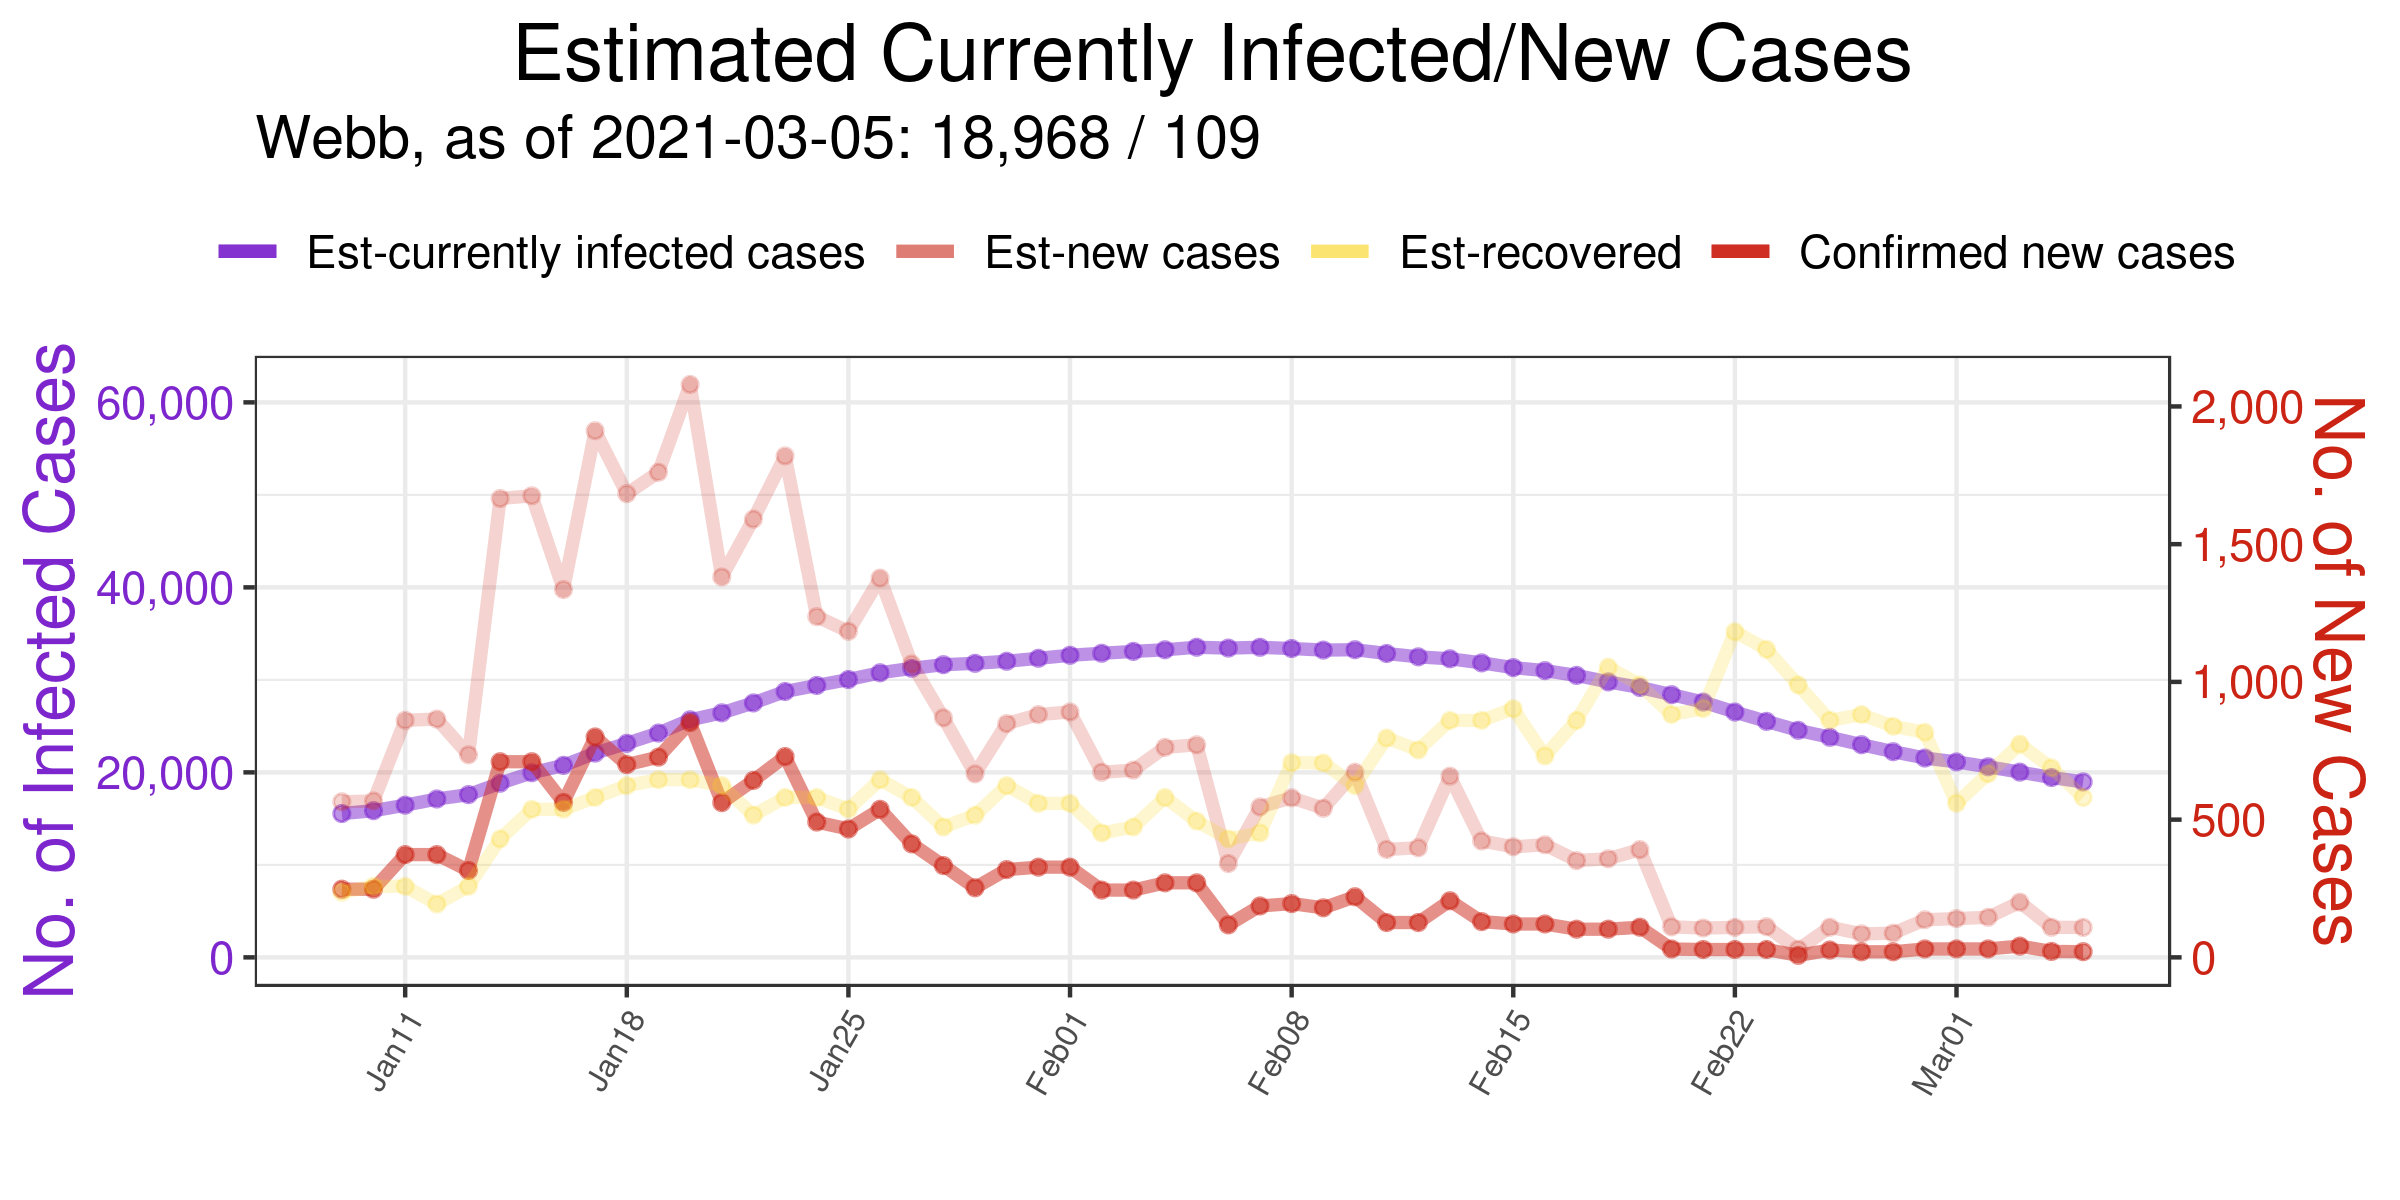 Estimated Currently Infected/New Cases
Webb, as of 2021-03-05: 18,968 / 109
Est-currently infected cases Est-new cases Est-recovered Confirmed new cases
No. of Infected Cases
60,000
40,000
20,000
0
2,000
1,500
1,000
500
0
No. of New Cases
Jan11 Jan18 Jan25 Feb01 Feb08 Feb15 Feb22 Mar01